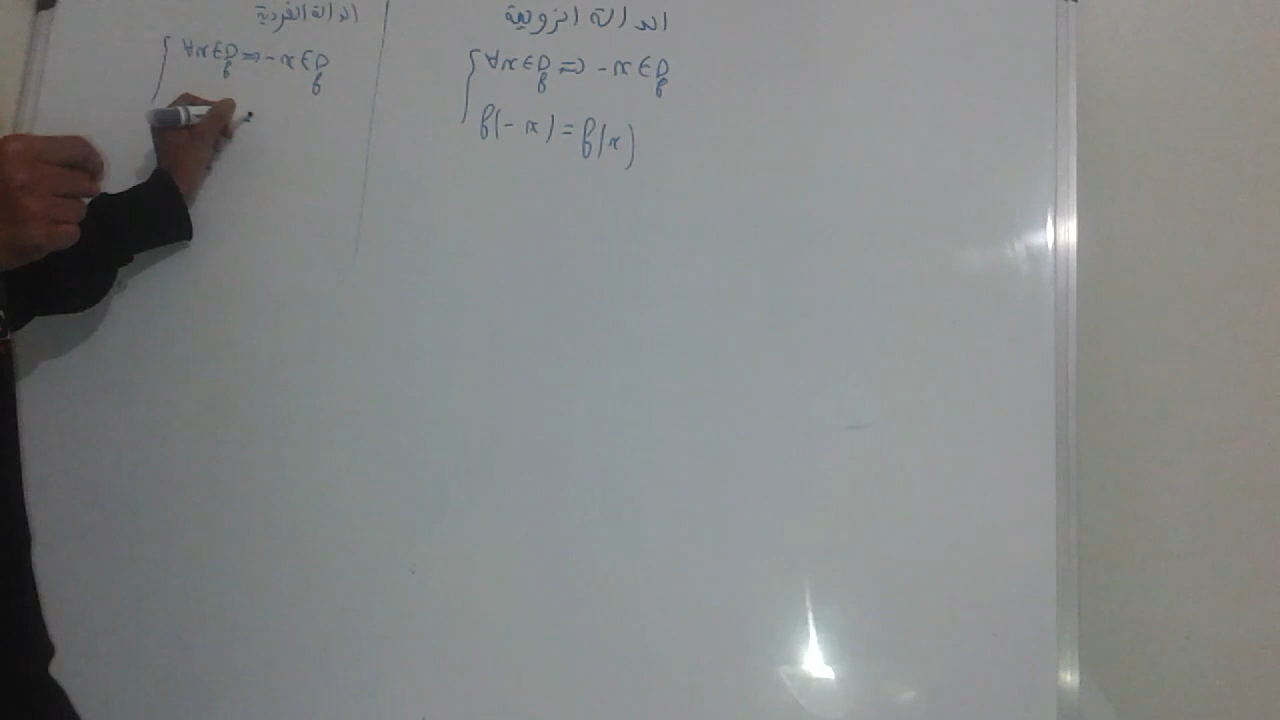 الدالة الزوجية
∀x∈D_f ⇔ -x∈D_f
f(-x) = f(x)
الدالة الفردية
∀x∈D_f ⇔ -x∈D_f